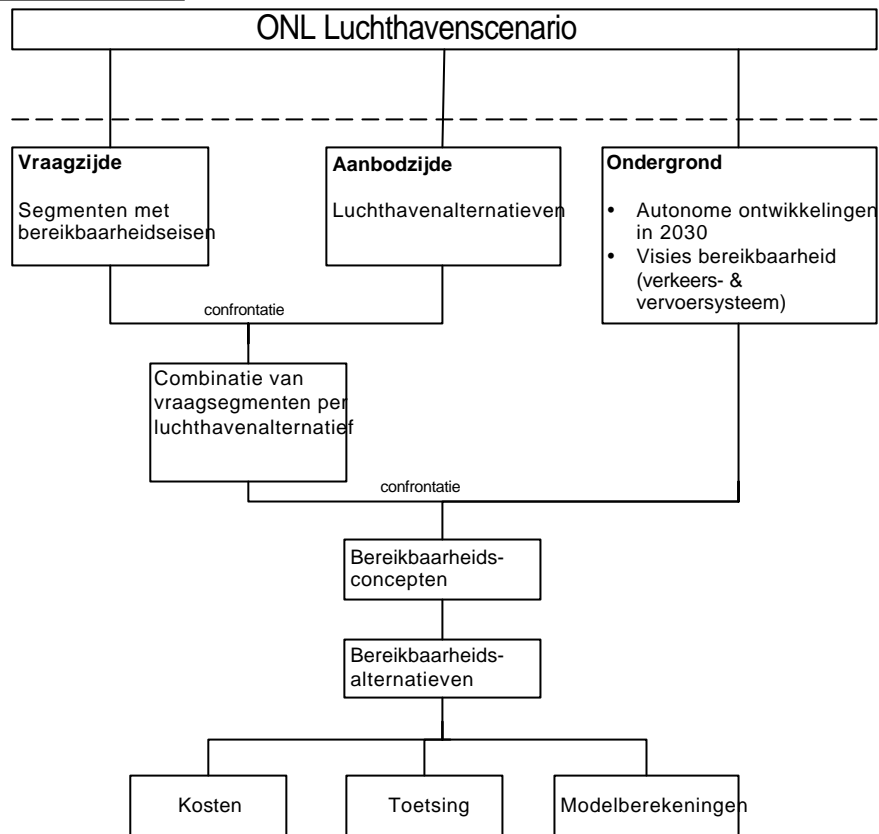 ONL Luchthavenscenario
Vraagzijde
Segmenten met
bereikbaarheidseisen
Aanbodzijde
Luchthavenalternatieven
Ondergrond
• Autonome ontwikkelingen
in 2030
• Visies bereikbaarheid
(verkeers- &
vervoersysteem)
confrontatie
Combinatie van
vraagsegmenten per
luchthavenalternatief
confrontatie
Bereikbaarheids-
concepten
Bereikbaarheids-
alternatieven
Kosten
Toetsing
Modelberekeningen